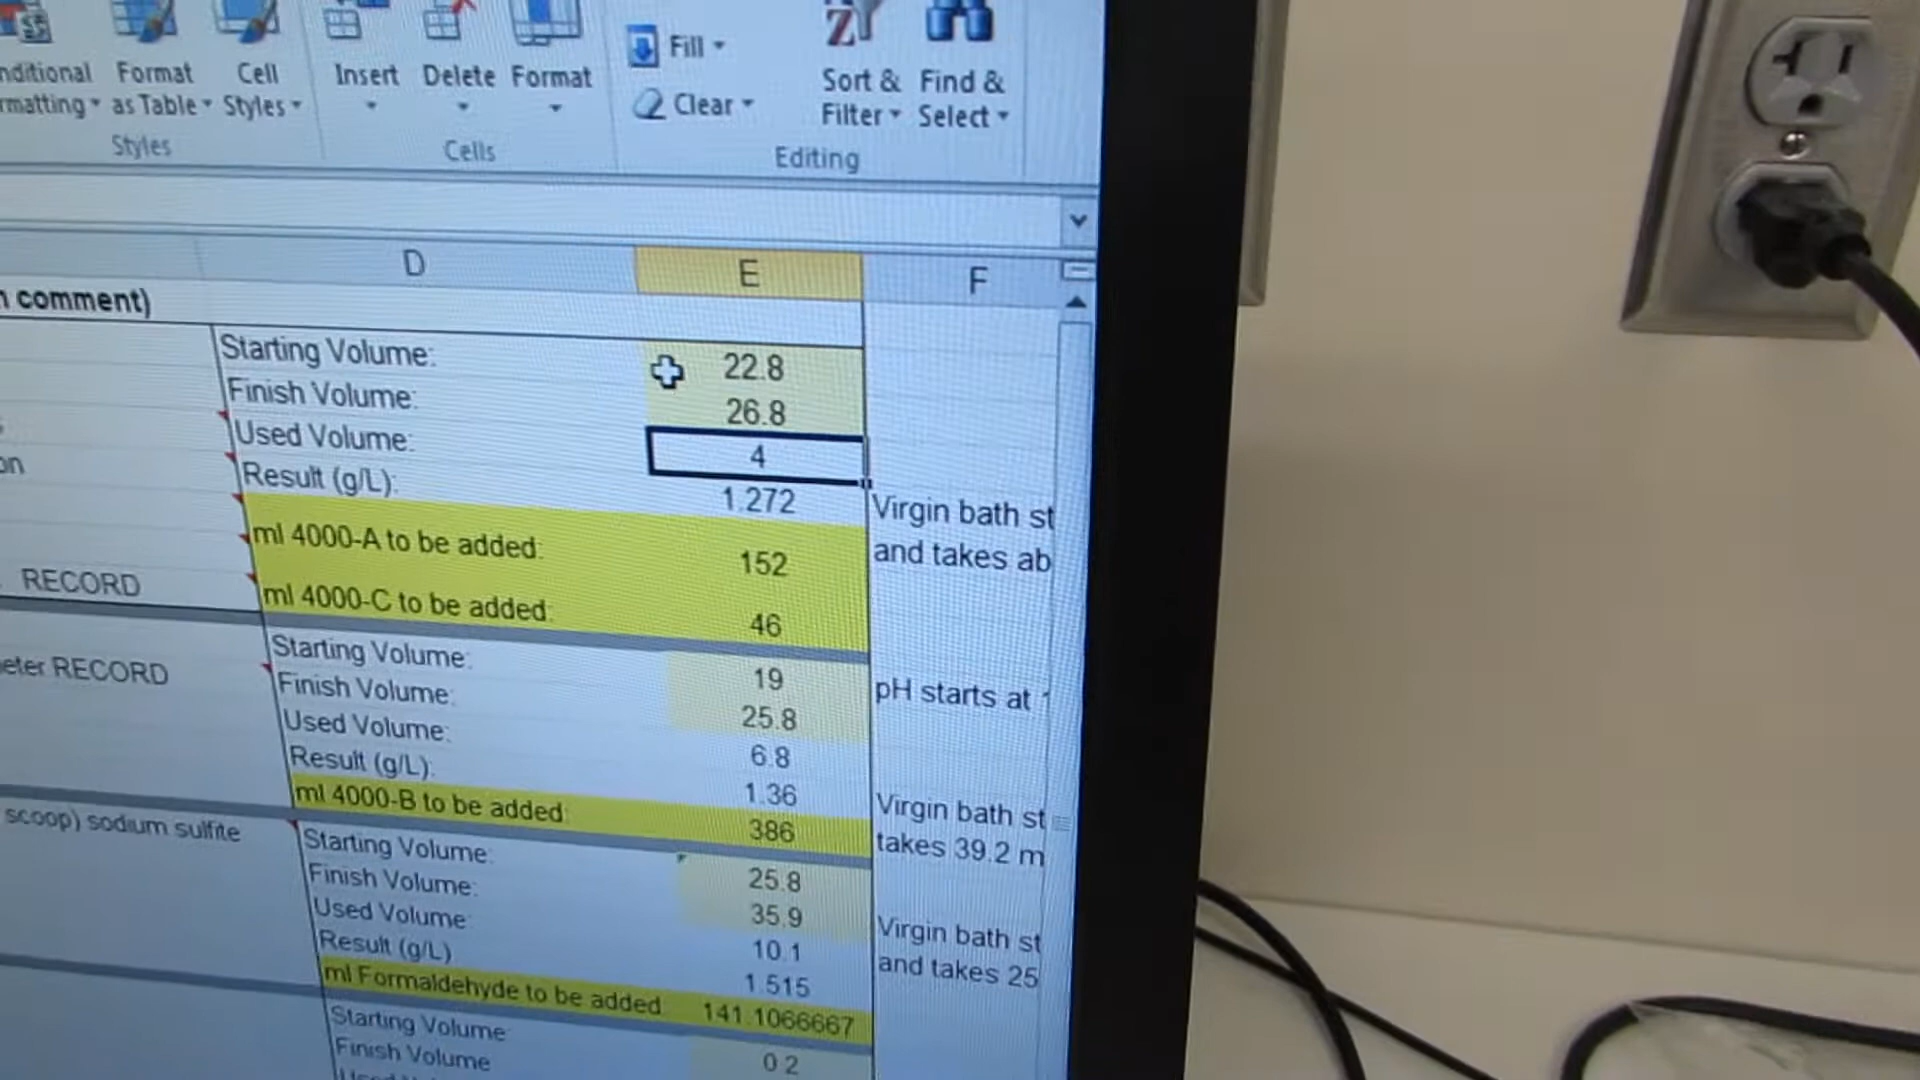 nditional Format Cell Insert Delete Format Fill Sort & Find &
rmatting as Table Styles Clear Filter Select
Styles Cells Editing
D E F
comment)
Starting Volume: 22.8
Finish Volume: 26.8
Used Volume: 4
on Result (g/L): 1.272 Virgin bath st
ml 4000-A to be added: 152 and takes ab
RECORD ml 4000-C to be added: 46
Starting Volume: 19 pH starts at
eter RECORD Finish Volume: 25.8
Used Volume: 6.8
Result (g/L): 1.36 Virgin bath st
ml 4000-B to be added: 386 takes 39.2 m
scoop) sodium sulfite Starting Volume: 25.8
Finish Volume: 35.9 Virgin bath st
Used Volume 10.1 and takes 25
Result (g/L) 1.515
ml Formaldehyde to be added 141.1066667
Starting Volume 0.2
Finish Volume